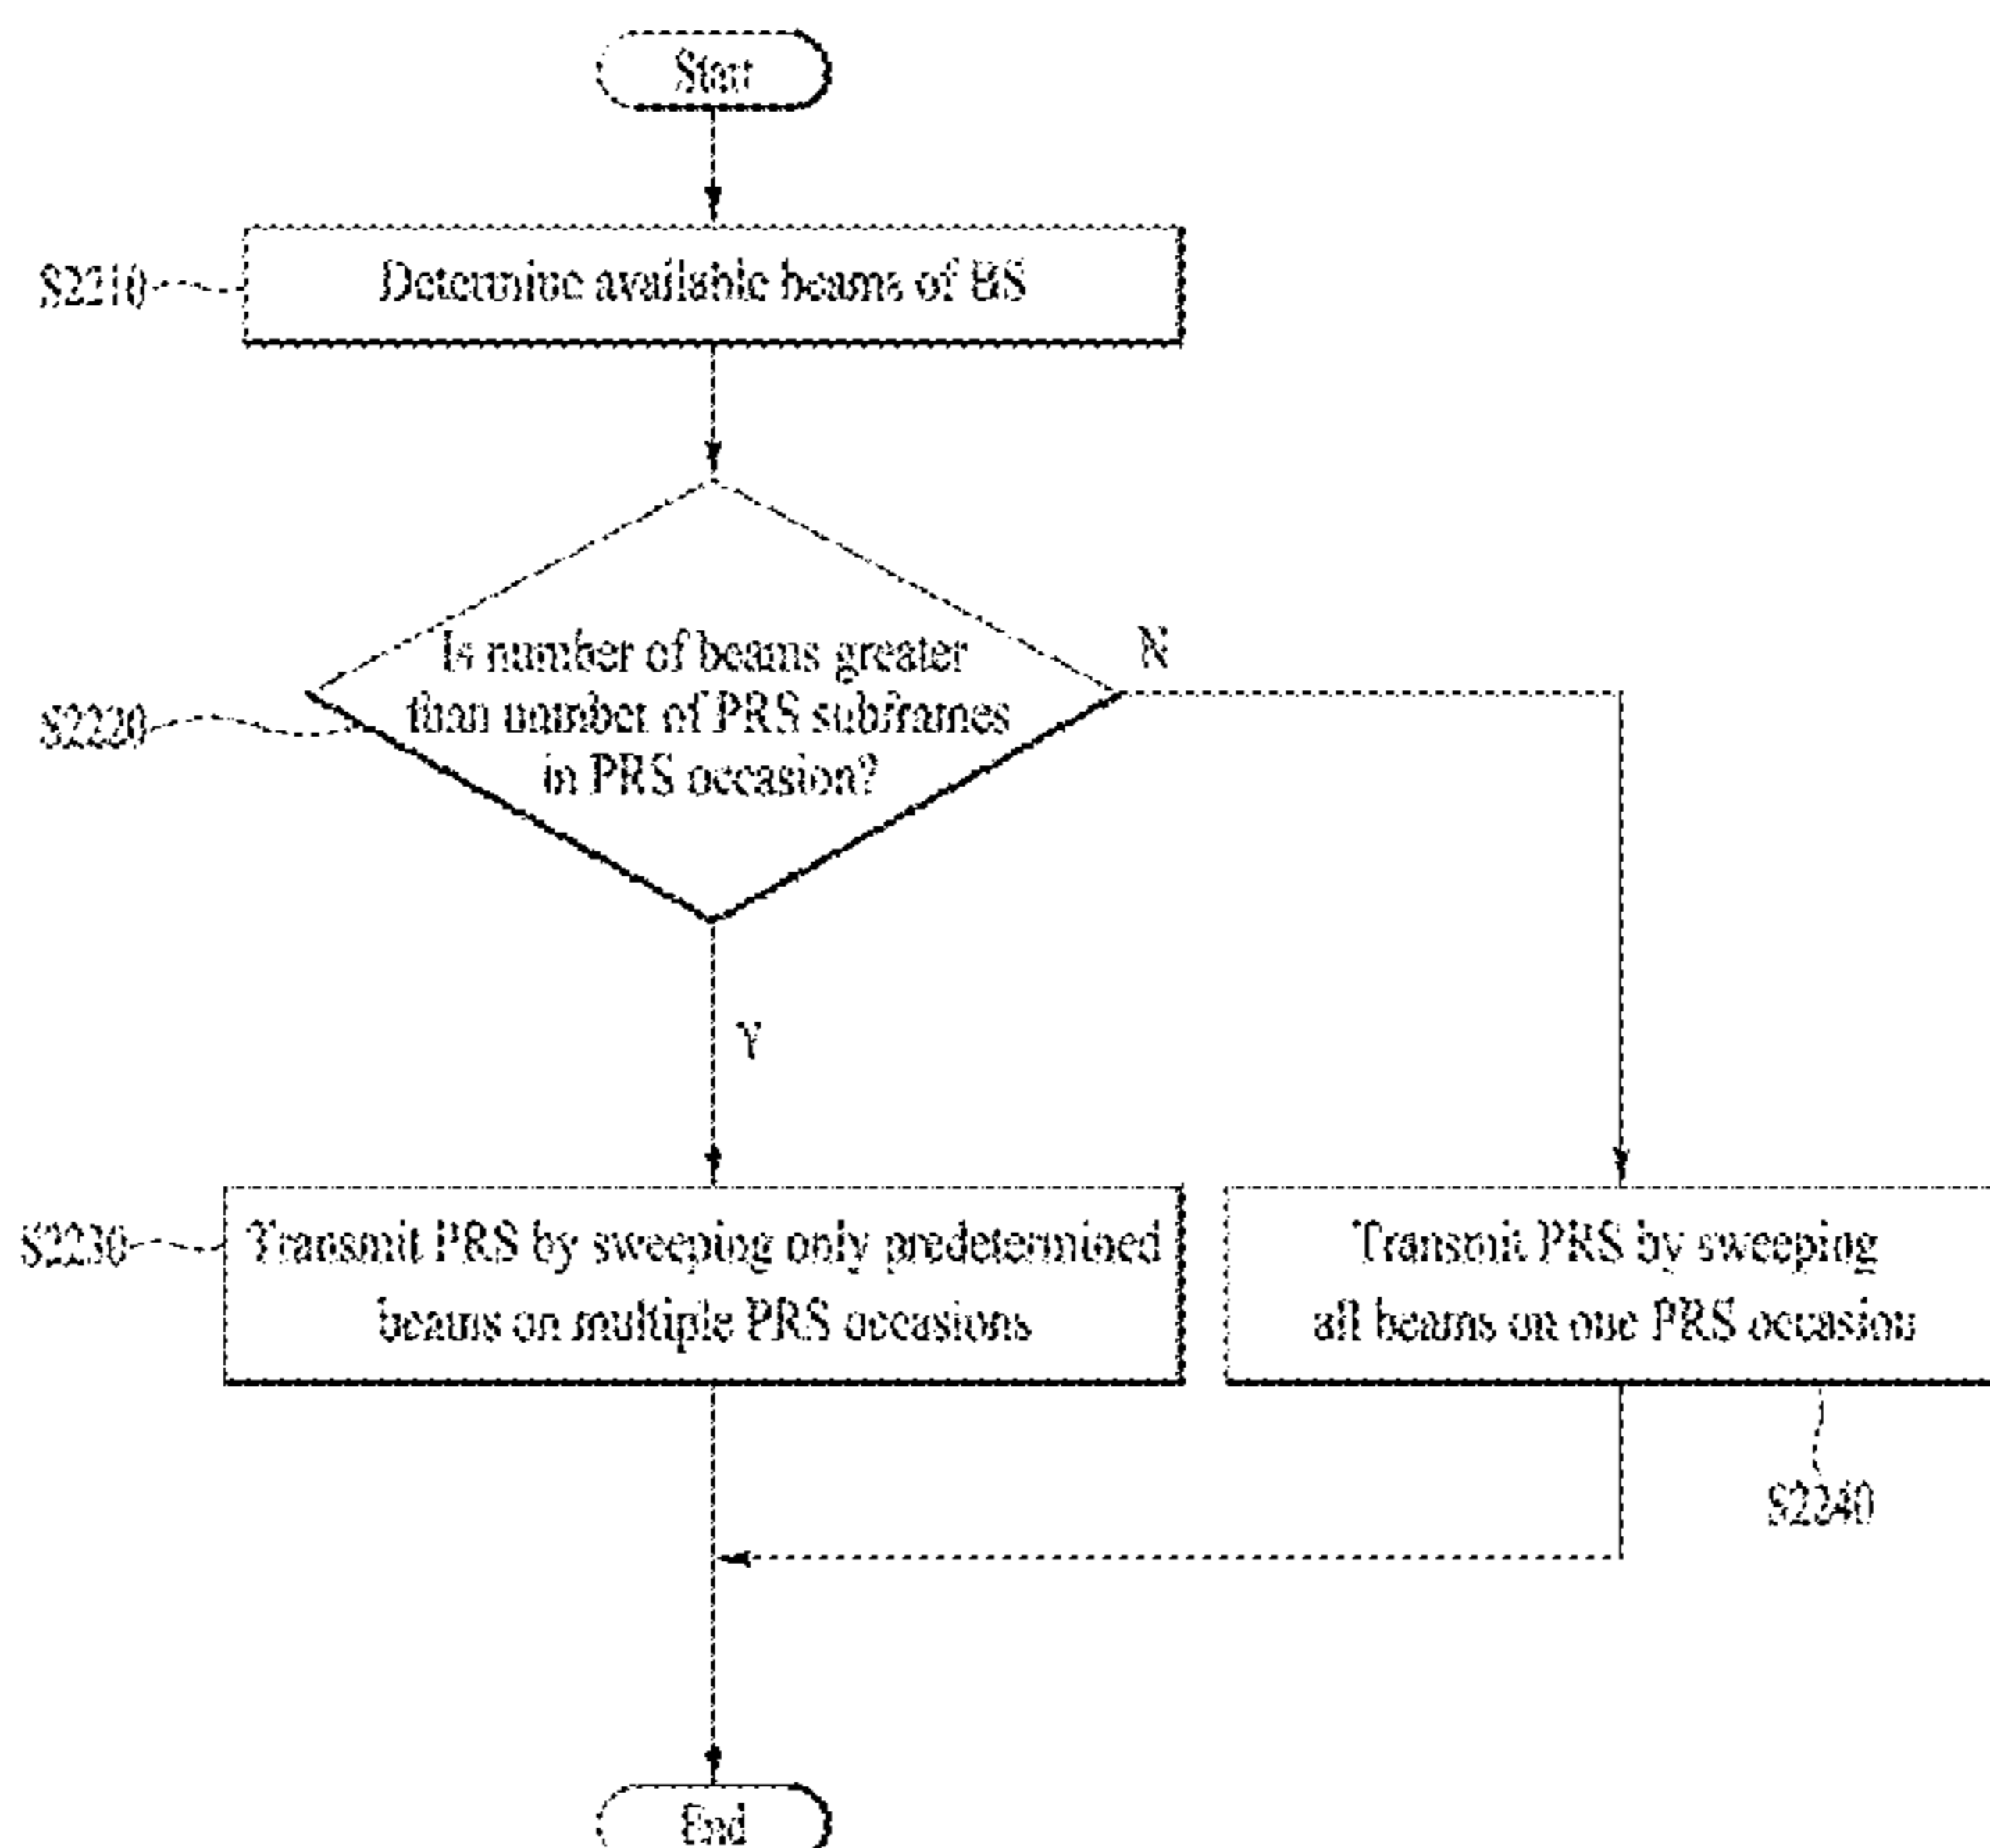 Start
S2210
Determine available beams of BS
Is number of beams greater
than number of PRS subframes
in PRS occasion?
N
S2220
Y
S2230
Transmit PRS by sweeping only predetermined
beams on multiple PRS occasions
Transmit PRS by sweeping
all beams on one PRS occasion
S2240
End